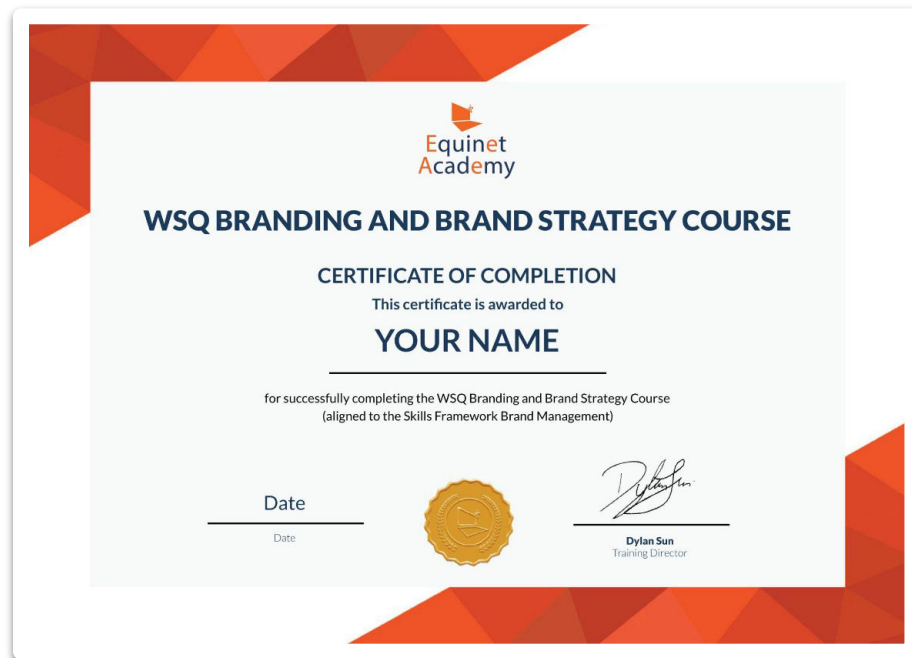 Equinet
Academy
WSQ BRANDING AND BRAND STRATEGY COURSE
CERTIFICATE OF COMPLETION
This certificate is awarded to
YOUR NAME
for successfully completing the WSQ Branding and Brand Strategy Course
(aligned to the Skills Framework Brand Management)
Date
Date
Dylan Sun
Dylan Sun
Training Director